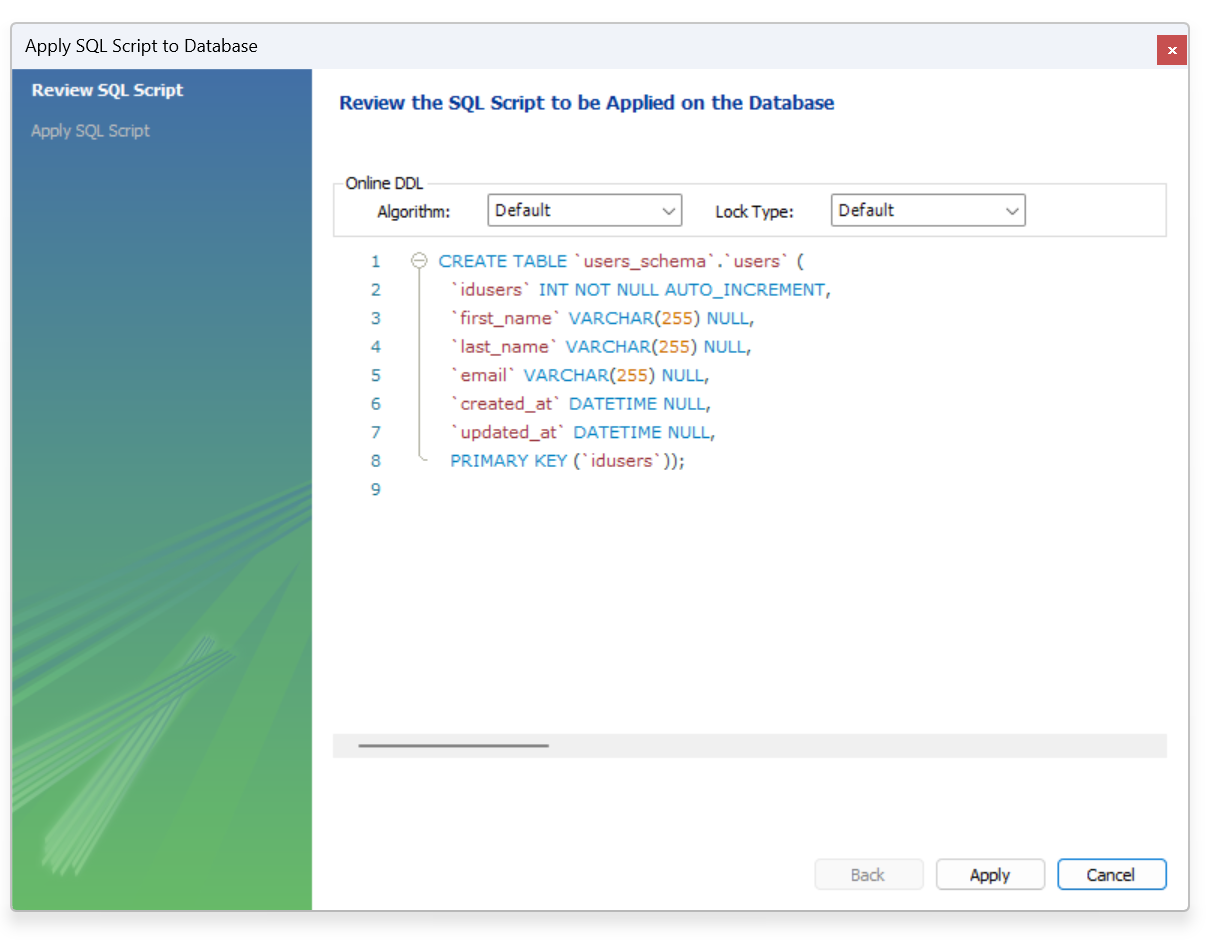 Apply SQL Script to Database
Review SQL Script
Apply SQL Script
Review the SQL Script to be Applied on the Database
Online DDL
Algorithm: Default Lock Type: Default
1 CREATE TABLE `users_schema`.`users` (
2 `idusers` INT NOT NULL AUTO_INCREMENT,
3 `first_name` VARCHAR(255) NULL,
4 `last_name` VARCHAR(255) NULL,
5 `email` VARCHAR(255) NULL,
6 `created_at` DATETIME NULL,
7 `updated_at` DATETIME NULL,
8 PRIMARY KEY (`idusers`));
9
Back Apply Cancel